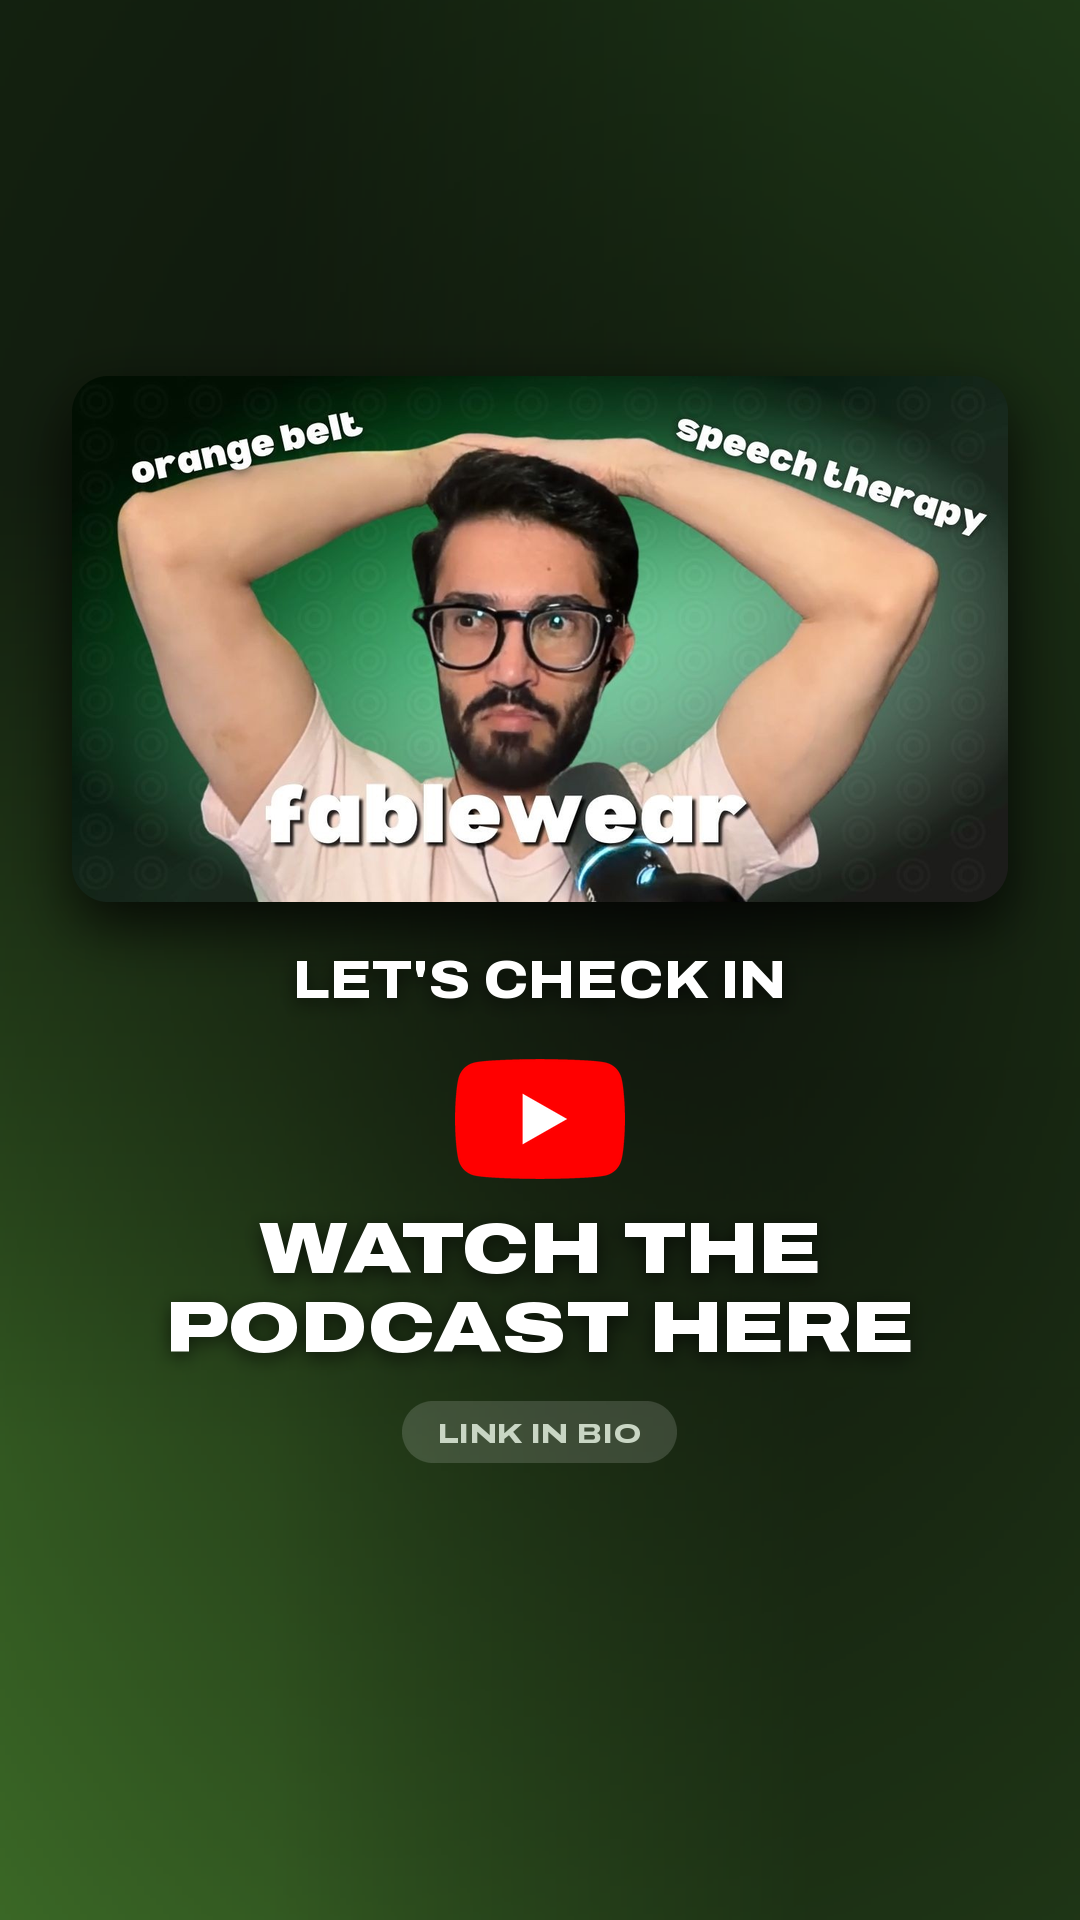 orange belt
speech therapy
fablewear
LET'S CHECK IN
WATCH THE
PODCAST HERE
LINK IN BIO